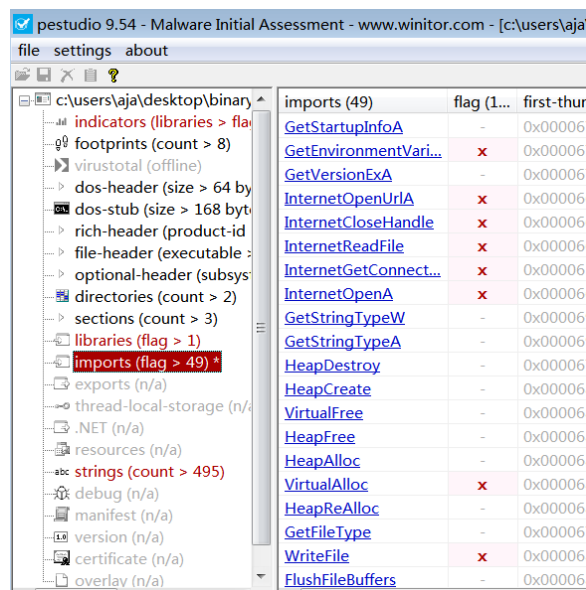 pestudio 9.54 - Malware Initial Assessment - www.winitor.com - [c:\users\aja\
file settings about
c:\users\aja\desktop\binary
indicators (libraries > flag
footprints (count > 8)
virustotal (offline)
dos-header (size > 64 by
dos-stub (size > 168 byt
rich-header (product-id
file-header (executable >
optional-header (subsyst
directories (count > 2)
sections (count > 3)
libraries (flag > 1)
imports (flag > 49) *
exports (n/a)
thread-local-storage (n/a
.NET (n/a)
resources (n/a)
abc strings (count > 495)
debug (n/a)
manifest (n/a)
1.0 version (n/a)
certificate (n/a)
overlay (n/a)
imports (49) flag (1... first-thun
GetStartupInfoA - 0x00006
GetEnvironmentVari... x 0x00006
GetVersionExA - 0x00006
InternetOpenUrlA x 0x00006
InternetCloseHandle x 0x00006
InternetReadFile x 0x00006
InternetGetConnect... x 0x00006
InternetOpenA x 0x00006
GetStringTypeW - 0x00006
GetStringTypeA - 0x00006
HeapDestroy - 0x00006
HeapCreate - 0x00006
VirtualFree - 0x00006
HeapFree - 0x00006
HeapAlloc - 0x00006
VirtualAlloc x 0x00006
HeapReAlloc - 0x00006
GetFileType - 0x00006
WriteFile x 0x00006
FlushFileBuffers - 0x00006